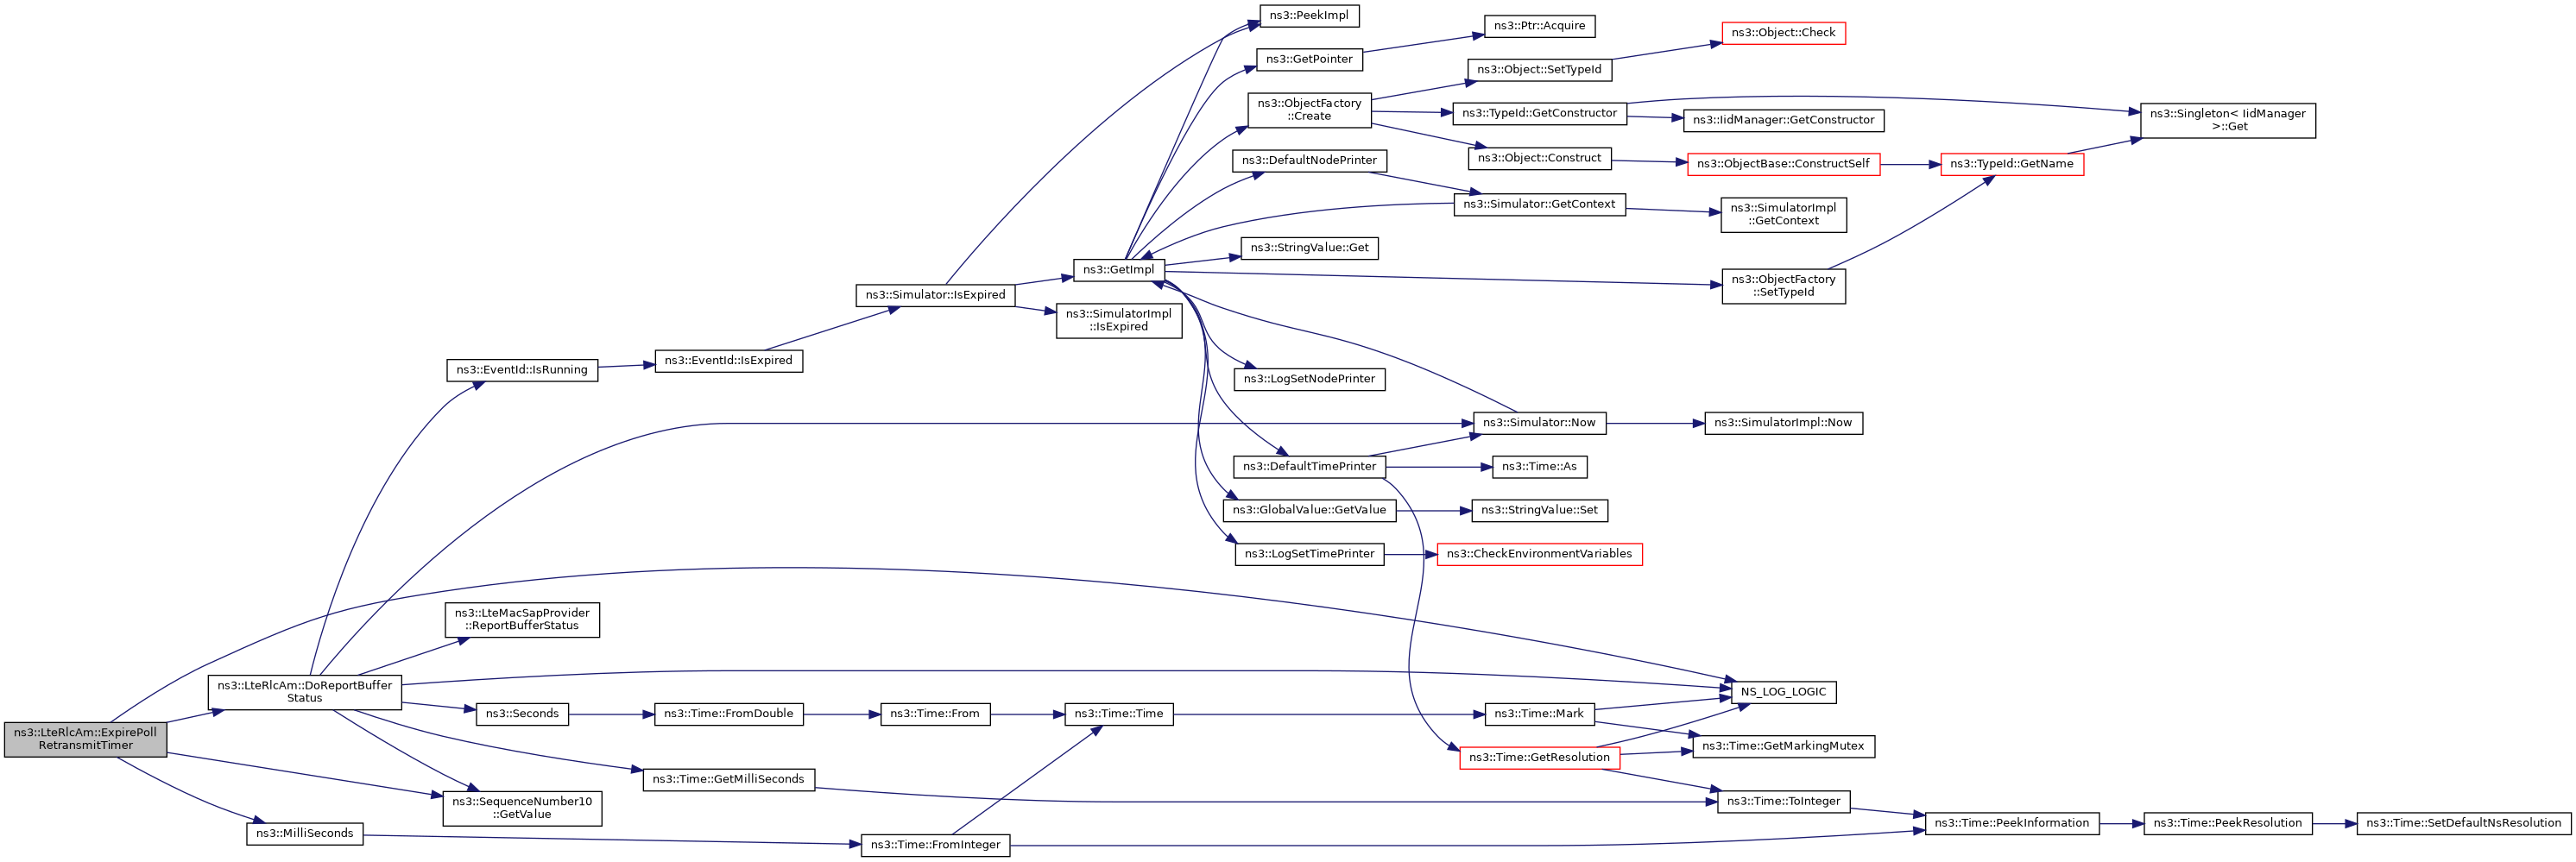 ns3::LteRlcAm::ExpirePoll
RetransmitTimer
ns3::LteRlcAm::DoReportBuffer
Status
ns3::MilliSeconds
ns3::EventId::IsRunning
ns3::LteMacSapProvider
::ReportBufferStatus
ns3::Seconds
ns3::SequenceNumber10
::GetValue
ns3::EventId::IsExpired
ns3::Time::FromDouble
ns3::Time::GetMilliSeconds
ns3::Simulator::IsExpired
ns3::Time::From
ns3::Time::FromInteger
ns3::GetImpl
ns3::SimulatorImpl
::IsExpired
ns3::Time::Time
ns3::PeekImpl
ns3::GetPointer
ns3::ObjectFactory
::Create
ns3::DefaultNodePrinter
ns3::StringValue::Get
ns3::LogSetNodePrinter
ns3::DefaultTimePrinter
ns3::GlobalValue::GetValue
ns3::LogSetTimePrinter
ns3::Ptr::Acquire
ns3::Object::SetTypeId
ns3::TypeId::GetConstructor
ns3::Object::Construct
ns3::Simulator::GetContext
ns3::Simulator::Now
ns3::Time::As
ns3::StringValue::Set
ns3::CheckEnvironmentVariables
ns3::Time::Mark
ns3::Time::GetResolution
ns3::Object::Check
ns3::IidManager::GetConstructor
ns3::ObjectBase::ConstructSelf
ns3::SimulatorImpl
::GetContext
ns3::ObjectFactory
::SetTypeId
ns3::SimulatorImpl::Now
NS_LOG_LOGIC
ns3::Time::GetMarkingMutex
ns3::Time::ToInteger
ns3::TypeId::GetName
ns3::Time::PeekInformation
ns3::Singleton< IidManager
>::Get
ns3::Time::PeekResolution
ns3::Time::SetDefaultNsResolution